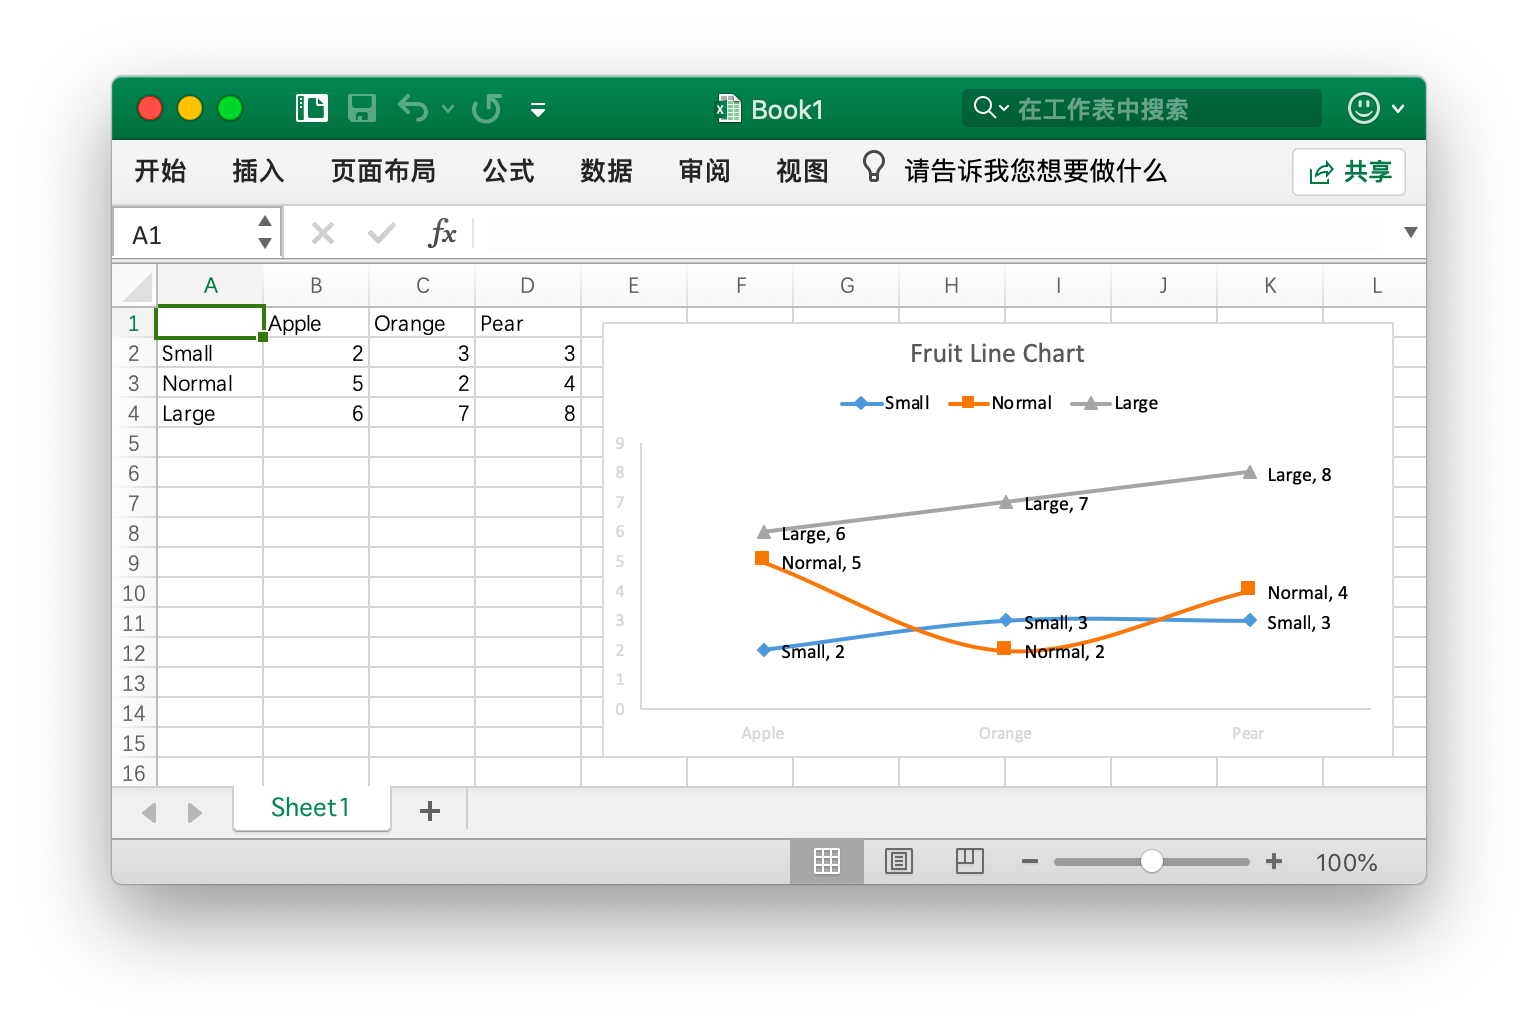 Book1
在工作表中搜索
开始 插入 页面布局 公式 数据 审阅 视图 请告诉我您想要做什么 共享
A1 fx
A B C D E F G H I J K L
1 Apple Orange Pear
2 Small 2 3 3
3 Normal 5 2 4
4 Large 6 7 8
5
6
7
8
9
10
11
12
13
14
15
16
Fruit Line Chart
Small Normal Large
9
8
7
6
5
4
3
2
1
0
Large, 8
Large, 7
Large, 6
Normal, 5
Normal, 4
Small, 3
Small, 3
Small, 2
Normal, 2
Apple Orange Pear
Sheet1
100%